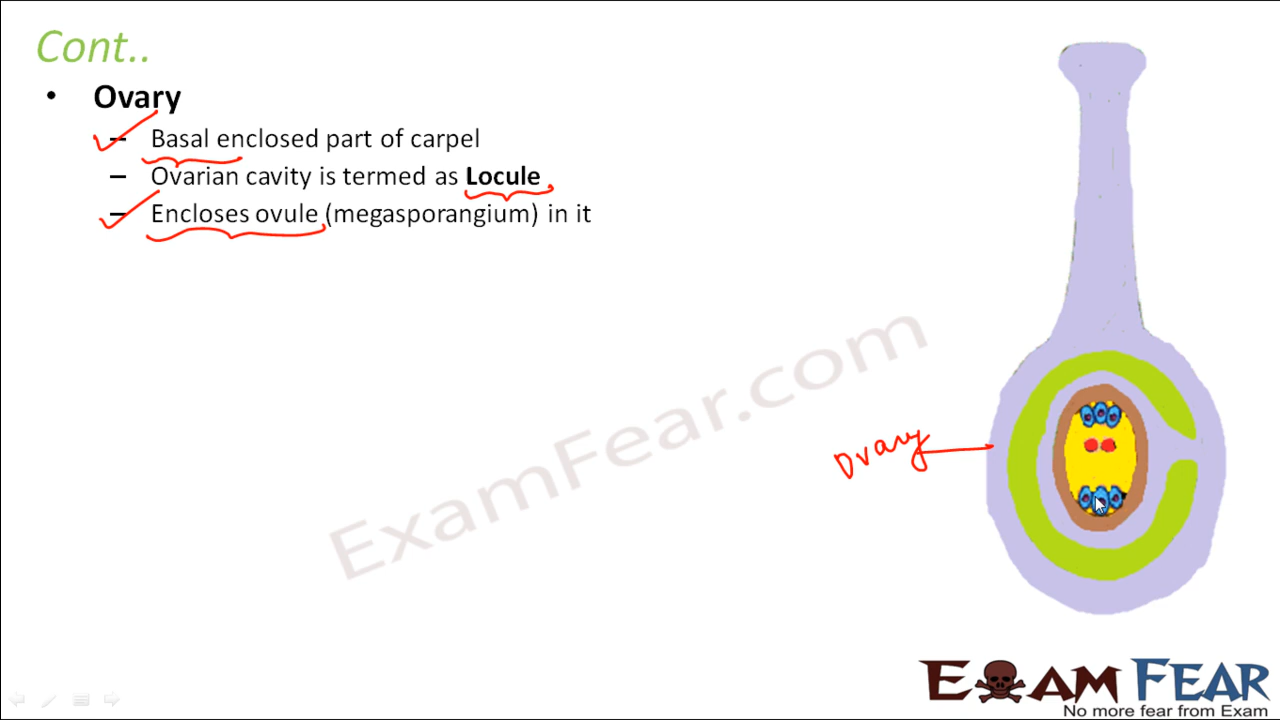 Cont..
• Ovary
– Basal enclosed part of carpel
– Ovarian cavity is termed as Locule
– Encloses ovule (megasporangium) in it
Ovary
ExamFear.com
EXAM FEAR
No more fear from Exam